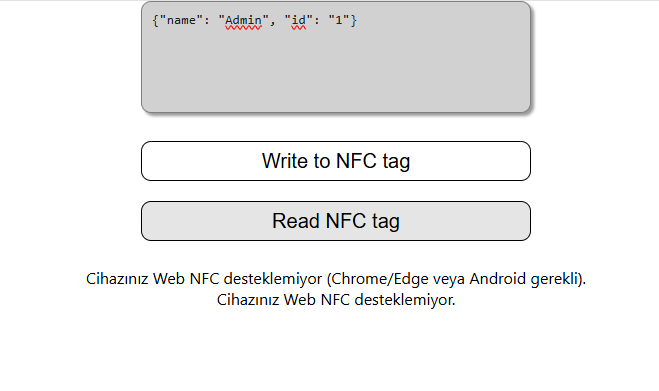 {"name": "Admin", "id": "1"}
Write to NFC tag
Read NFC tag
Cihazınız Web NFC desteklemiyor (Chrome/Edge veya Android gerekli).
Cihazınız Web NFC desteklemiyor.